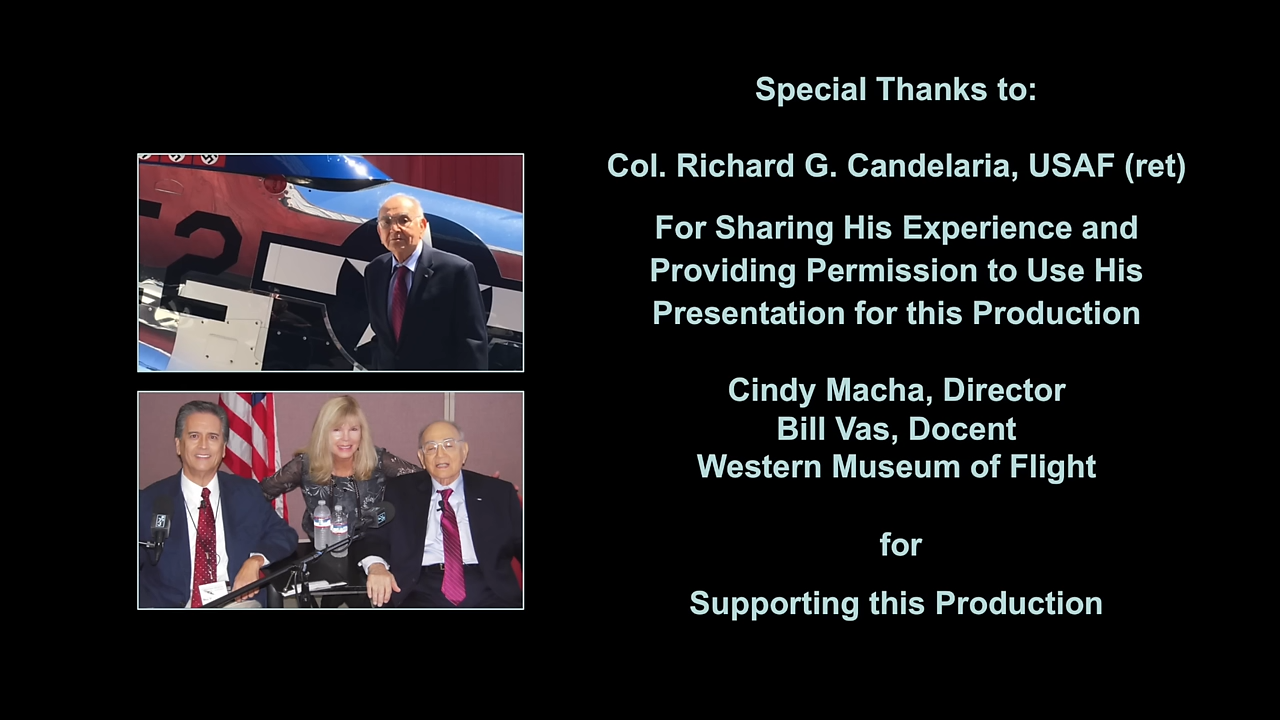 Special Thanks to:
Col. Richard G. Candelaria, USAF (ret)
For Sharing His Experience and
Providing Permission to Use His
Presentation for this Production
Cindy Macha, Director
Bill Vas, Docent
Western Museum of Flight
for
Supporting this Production